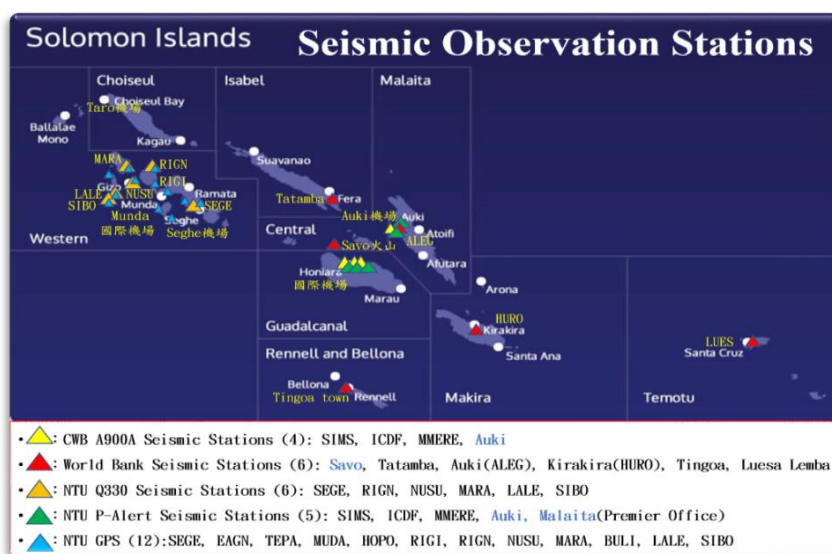 Solomon Islands
Seismic Observation Stations
Choiseul
Isabel
Malaita
Choiseul Bay
Taro機場
Ballalae
Mono
Kagau
Suavanao
MARA
RIGN
Gizo
RIGI
LALE
NUSU
Ramata
Tatamba
Fera
SIBO
Munda
SEGE
Auki機場
Auki
Munda
Seghe
Atoifi
國際機場
Seghe機場
Central
ALEG
Western
Savo火山
Afutara
Honiara
國際機場
Arona
Marau
HURO
Guadalcanal
Kirakira
LUES
Santa Cruz
Rennell and Bellona
Santa Ana
Bellona
Tingoa town
Rennell
Makira
Temotu
• : CWB A900A Seismic Stations (4): SIMS, ICDF, MMERE, Auki
• : World Bank Seismic Stations (6): Savo, Tatamba, Auki(ALEG), Kirakira(HURO), Tingoa, Luesa Lemba
• : NTU Q330 Seismic Stations (6): SEGE, RIGN, NUSU, MARA, LALE, SIBO
• : NTU P-Alert Seismic Stations (5): SIMS, ICDF, MMERE, Auki, Malaita(Premier Office)
• : NTU GPS (12):SEGE, EAGN, TEPA, MUDA, HOPO, RIGI, RIGN, NUSU, MARA, BULI, LALE, SIBO